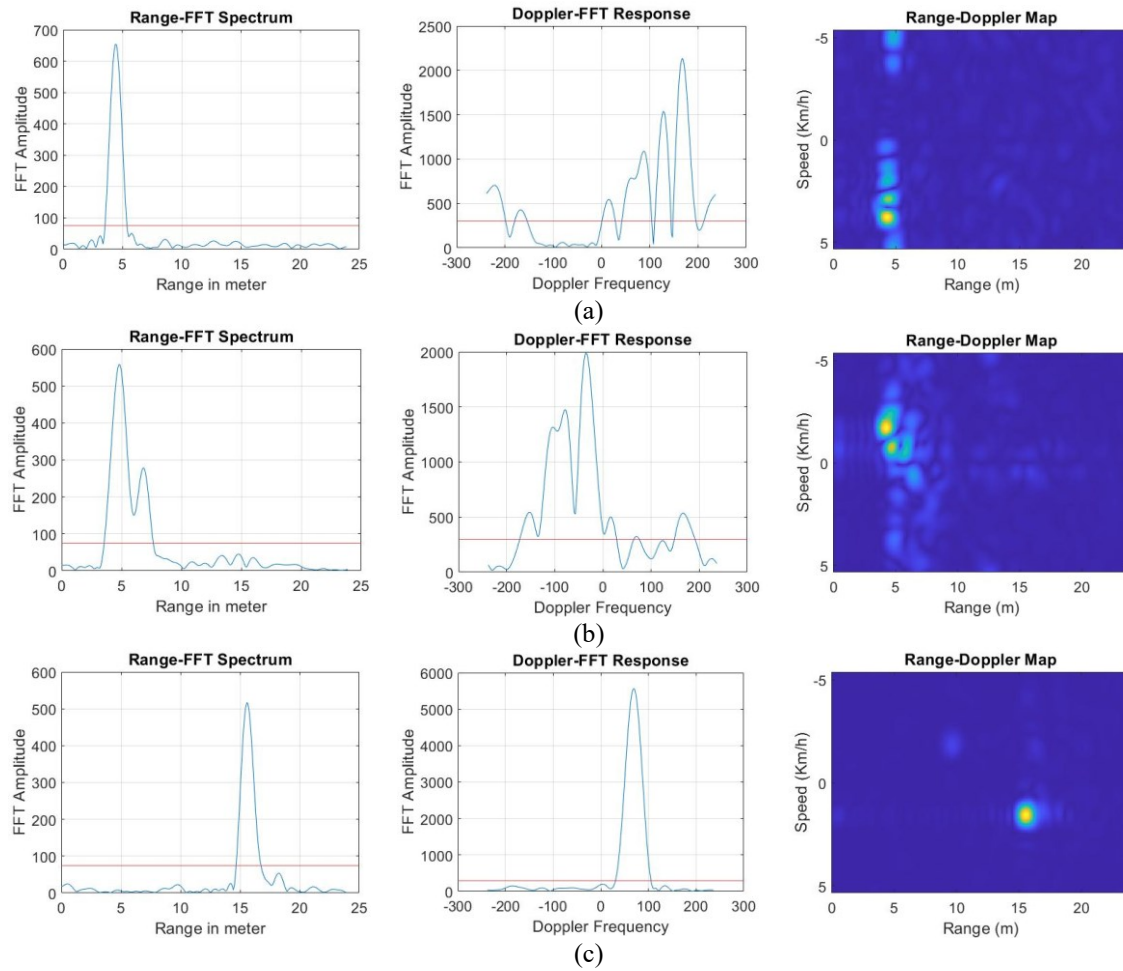 Range-FFT Spectrum
FFT Amplitude
700
600
500
400
300
200
100
0
0 5 10 15 20 25
Range in meter
Doppler-FFT Response
FFT Amplitude
2500
2000
1500
1000
500
0
-300 -200 -100 0 100 200 300
Doppler Frequency
Range-Doppler Map
Speed (Km/h)
-5
0
5
0 5 10 15 20
Range (m)
(a)
Range-FFT Spectrum
FFT Amplitude
600
500
400
300
200
100
0
0 5 10 15 20 25
Range in meter
Doppler-FFT Response
FFT Amplitude
2000
1500
1000
500
0
-300 -200 -100 0 100 200 300
Doppler Frequency
Range-Doppler Map
Speed (Km/h)
-5
0
5
0 5 10 15 20
Range (m)
(b)
Range-FFT Spectrum
FFT Amplitude
600
500
400
300
200
100
0
0 5 10 15 20 25
Range in meter
Doppler-FFT Response
FFT Amplitude
6000
5000
4000
3000
2000
1000
0
-300 -200 -100 0 100 200 300
Doppler Frequency
Range-Doppler Map
Speed (Km/h)
-5
0
5
0 5 10 15 20
Range (m)
(c)